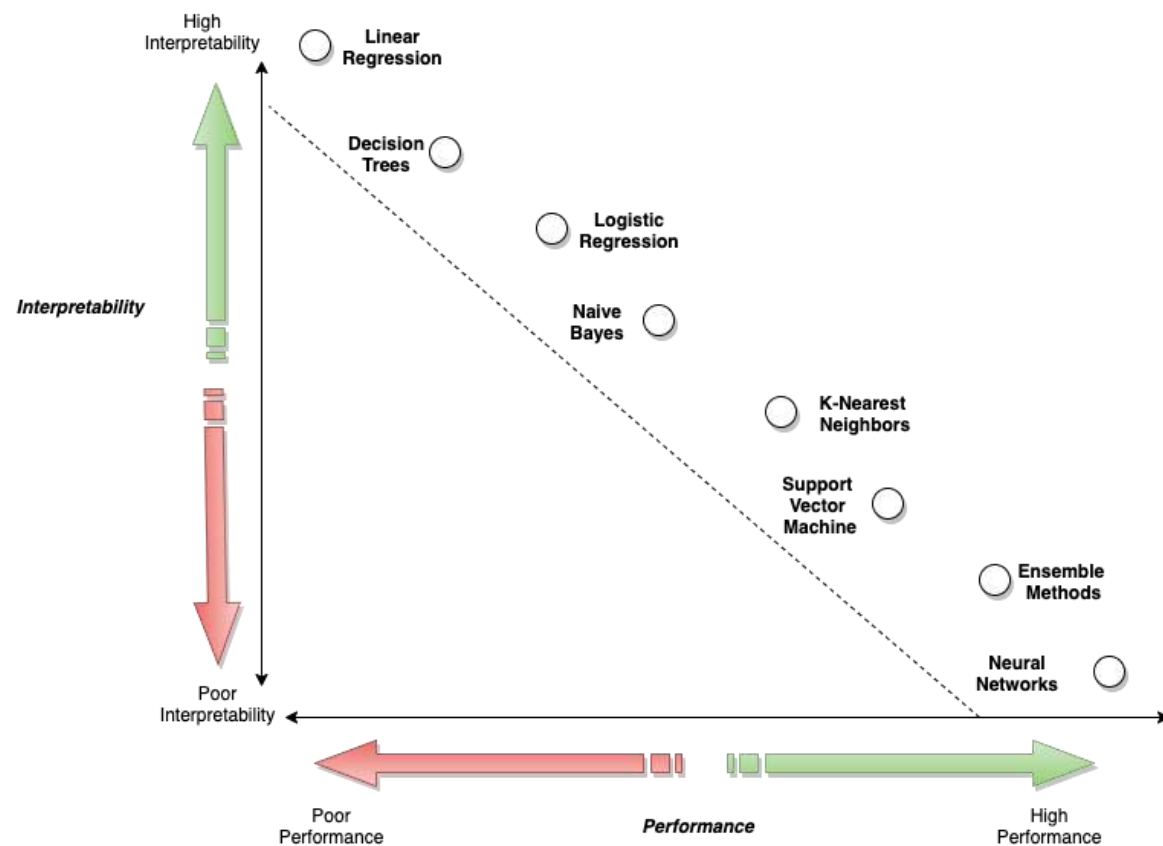 High
Interpretability
Linear
Regression
Decision
Trees
Logistic
Regression
Interpretability
Naive
Bayes
K-Nearest
Neighbors
Support
Vector
Machine
Ensemble
Methods
Neural
Networks
Poor
Interpretability
Poor
Performance
Performance
High
Performance